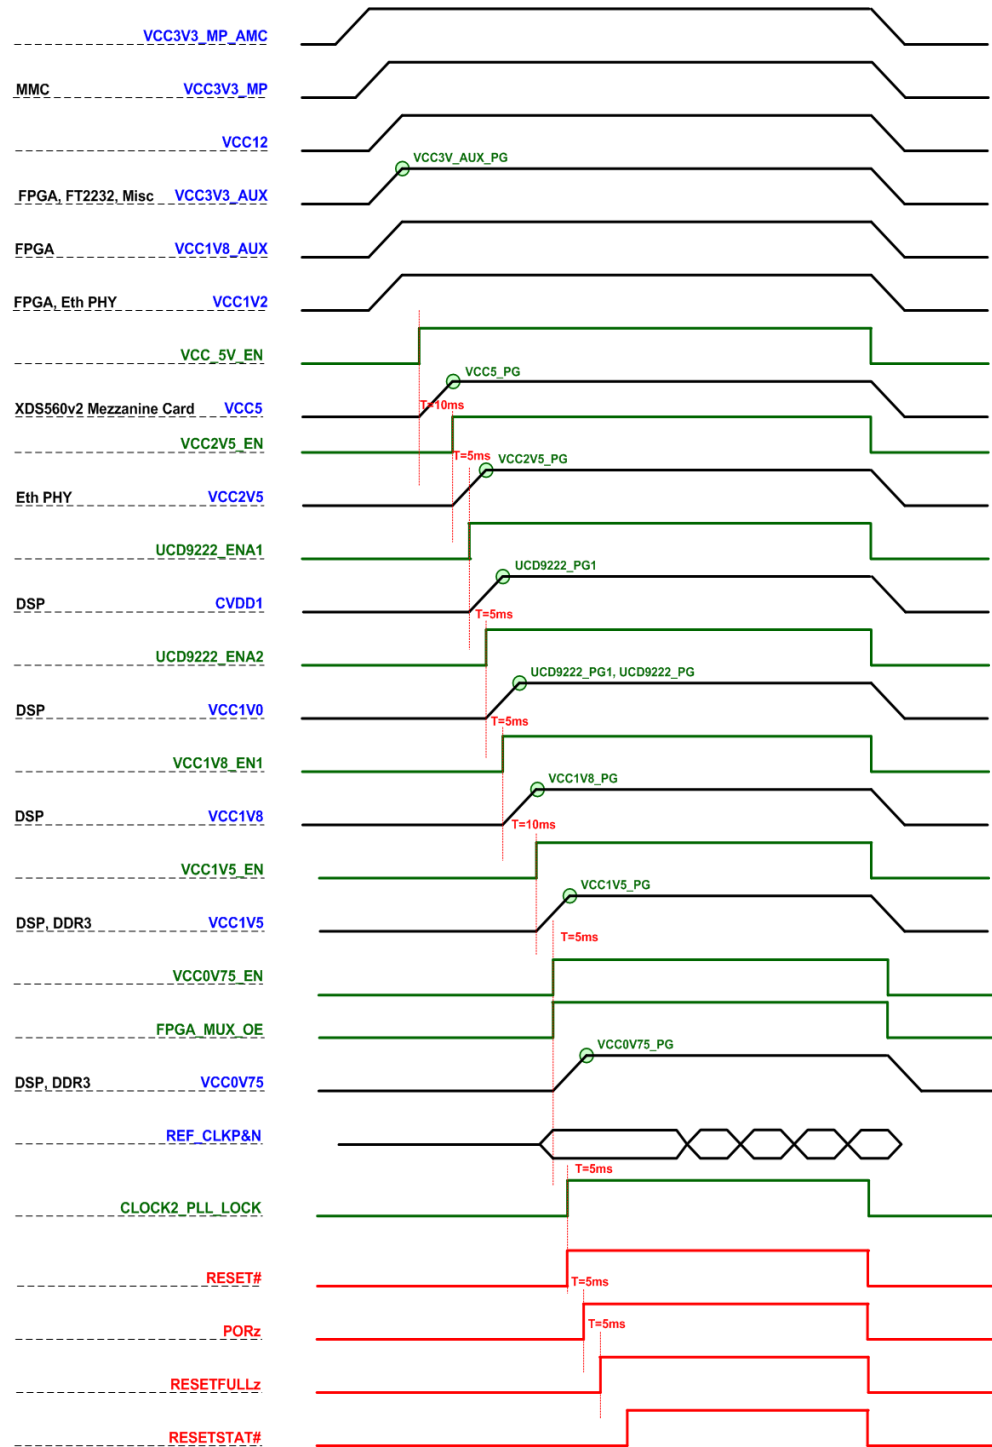 VCC3V3_MP_AMC
MMC VCC3V3_MP
VCC12
VCC3V_AUX_PG
FPGA, FT2232, Misc VCC3V3_AUX
FPGA VCC1V8_AUX
FPGA, Eth PHY VCC1V2
VCC_5V_EN
VCC5_PG
XDS560v2 Mezzanine Card VCC5 T=10ms
VCC2V5_EN
T=5ms VCC2V5_PG
Eth PHY VCC2V5
UCD9222_ENA1
UCD9222_PG1
DSP CVDD1
T=5ms
UCD9222_ENA2
UCD9222_PG1, UCD9222_PG
DSP VCC1V0
T=5ms
VCC1V8_EN1
VCC1V8_PG
DSP VCC1V8
T=10ms
VCC1V5_EN
VCC1V5_PG
DSP, DDR3 VCC1V5
T=5ms
VCC0V75_EN
FPGA_MUX_OE
VCC0V75_PG
DSP, DDR3 VCC0V75
REF_CLKP&N
T=5ms
CLOCK2_PLL_LOCK
RESET#
T=5ms
PORz
T=5ms
RESETFULLz
RESETSTAT#